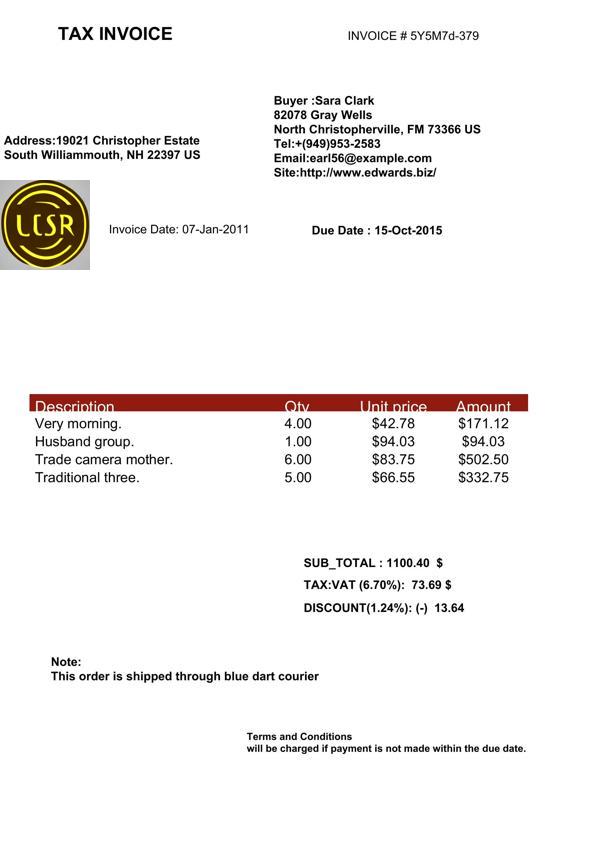 TAX INVOICE
INVOICE # 5Y5M7d-379
Buyer :Sara Clark
82078 Gray Wells
North Christopherville, FM 73366 US
Tel:+(949)953-2583
Email:earl56@example.com
Site:http://www.edwards.biz/
Address:19021 Christopher Estate
South Williammouth, NH 22397 US
LCSR
Invoice Date: 07-Jan-2011
Due Date : 15-Oct-2015
Description Qty Unit price Amount
Very morning. 4.00 $42.78 $171.12
Husband group. 1.00 $94.03 $94.03
Trade camera mother. 6.00 $83.75 $502.50
Traditional three. 5.00 $66.55 $332.75
SUB_TOTAL : 1100.40 $
TAX:VAT (6.70%): 73.69 $
DISCOUNT(1.24%): (-) 13.64
Note:
This order is shipped through blue dart courier
Terms and Conditions
will be charged if payment is not made within the due date.